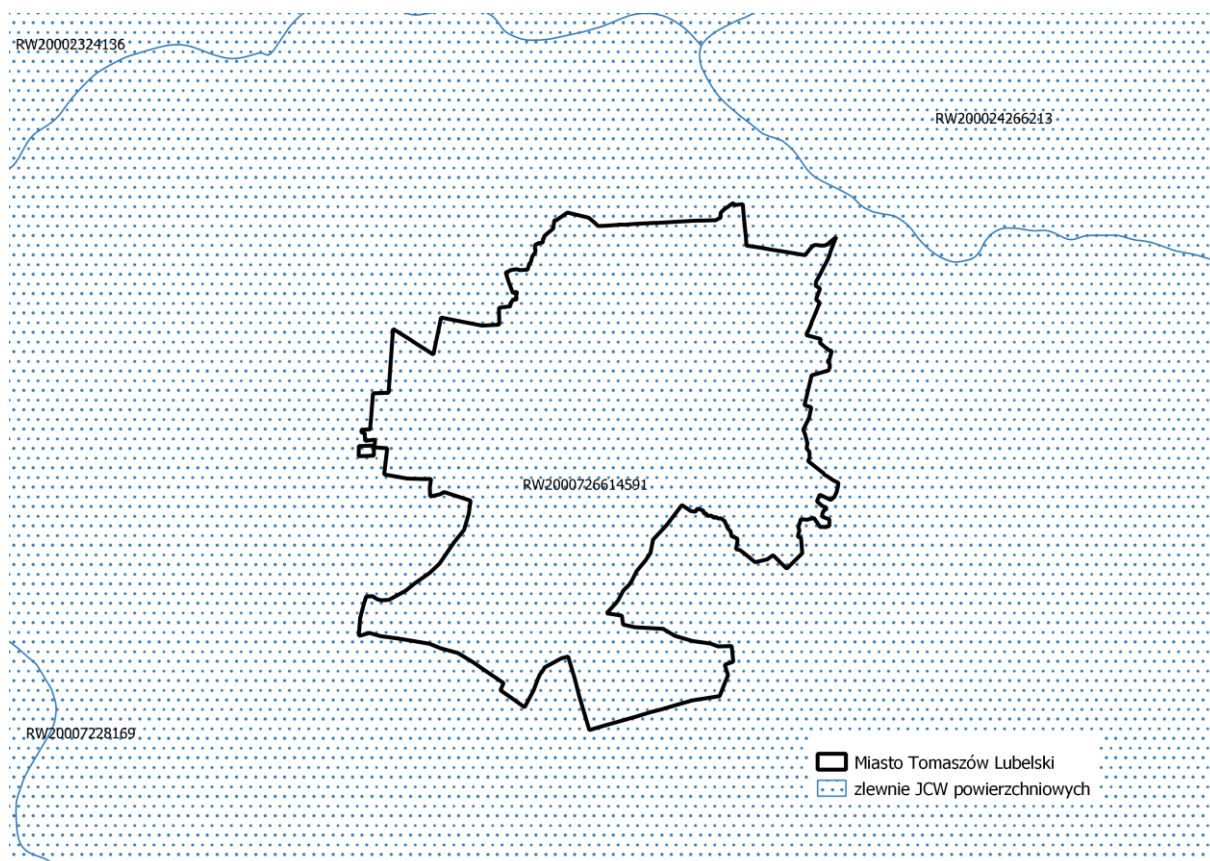 RW20002324136
RW200024266213
RW2000726614591
RW20007228169
Miasto Tomaszów Lubelski
zlewnie JCW powierzchniowych